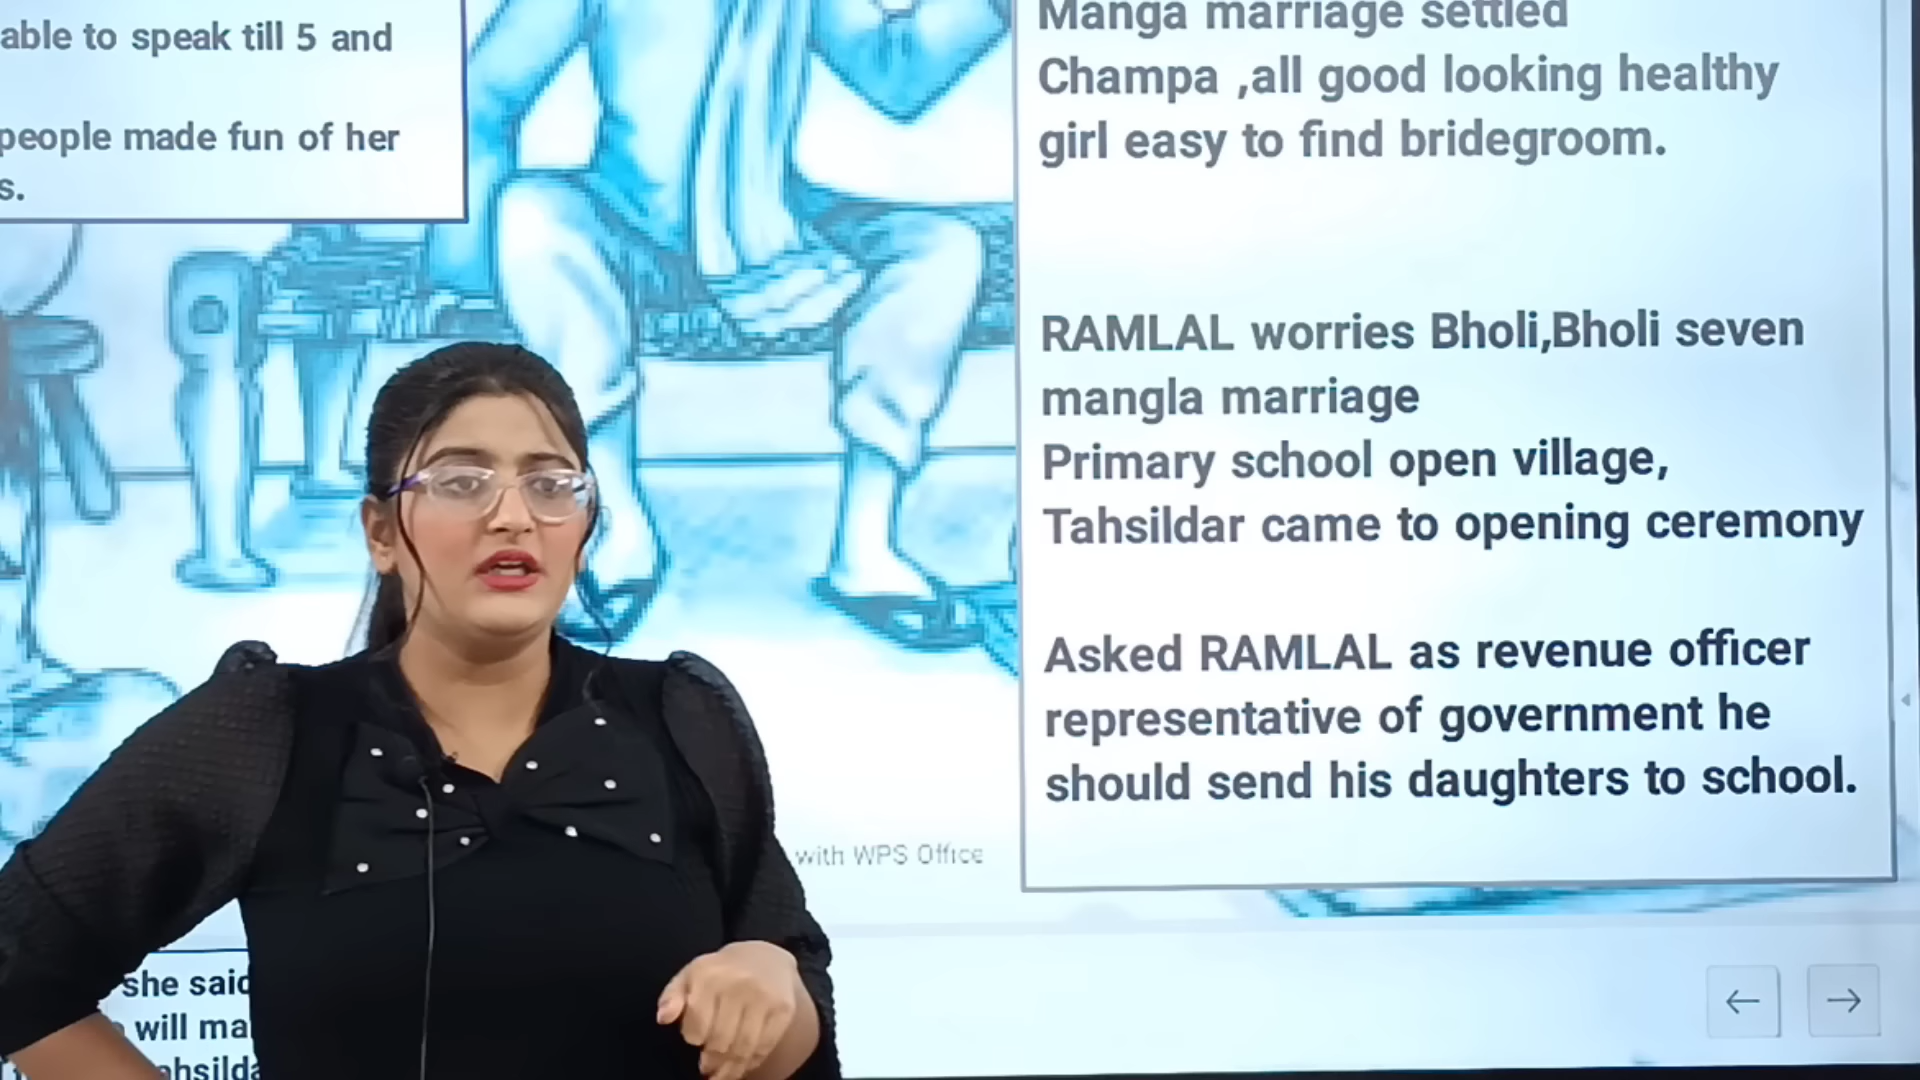 able to speak till 5 and
people made fun of her
s.
Manga marriage settled
Champa ,all good looking healthy
girl easy to find bridegroom.
RAMLAL worries Bholi,Bholi seven
mangla marriage
Primary school open village,
Tahsildar came to opening ceremony
Asked RAMLAL as revenue officer
representative of government he
should send his daughters to school.
with WPS Office
she said
will ma
ahsilda